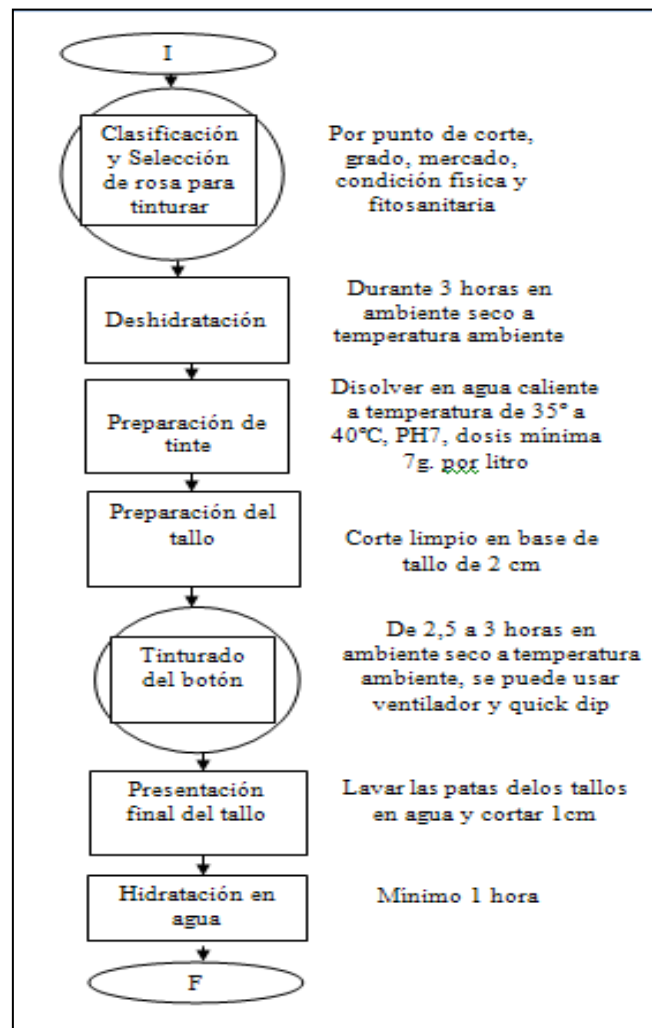 I
Clasificación
y Selección
de rosa para
tinturar
Por punto de corte,
grado, mercado,
condición física y
fitosanitaria
Deshidratación
Durante 3 horas en
ambiente seco a
temperatura ambiente
Preparación de
tinte
Disolver en agua caliente
a temperatura de 35º a
40ºC, PH7, dosis mínima
7g. por litro
Preparación del
tallo
Corte limpio en base de
tallo de 2 cm
Tinturado
del botón
De 2,5 a 3 horas en
ambiente seco a temperatura
ambiente, se puede usar
ventilador y quick dip
Presentación
final del tallo
Lavar las patas delos tallos
en agua y cortar 1cm
Hidratación en
agua
Mínimo 1 hora
F